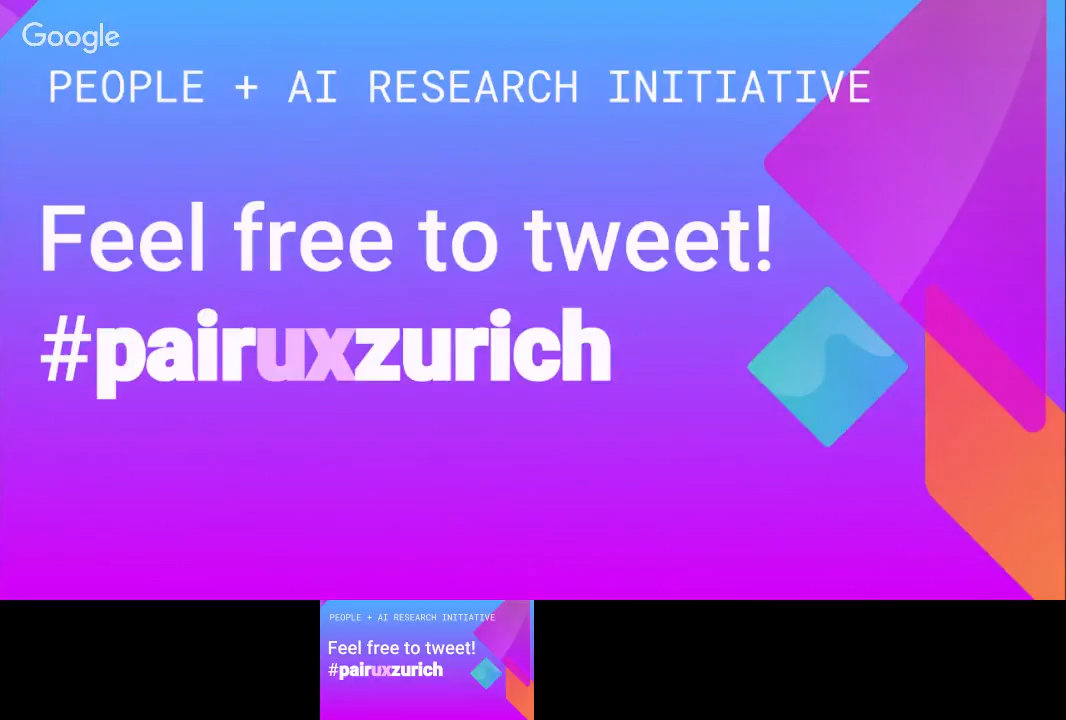 Google
PEOPLE + AI RESEARCH INITIATIVE
Feel free to tweet!
#pairuxzurich
PEOPLE + AI RESEARCH INITIATIVE
Feel free to tweet!
#pairuxzurich